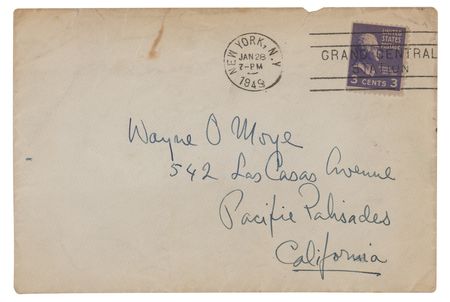 NEW YORK, N.Y.
JAN 28
7-PM
1949
GRAND CENTRAL
STATION
UNITED
STATES
POSTAGE
3 CENTS 3
Wayne O Moye
542 Las Casas Avenue
Pacific Palisades
California